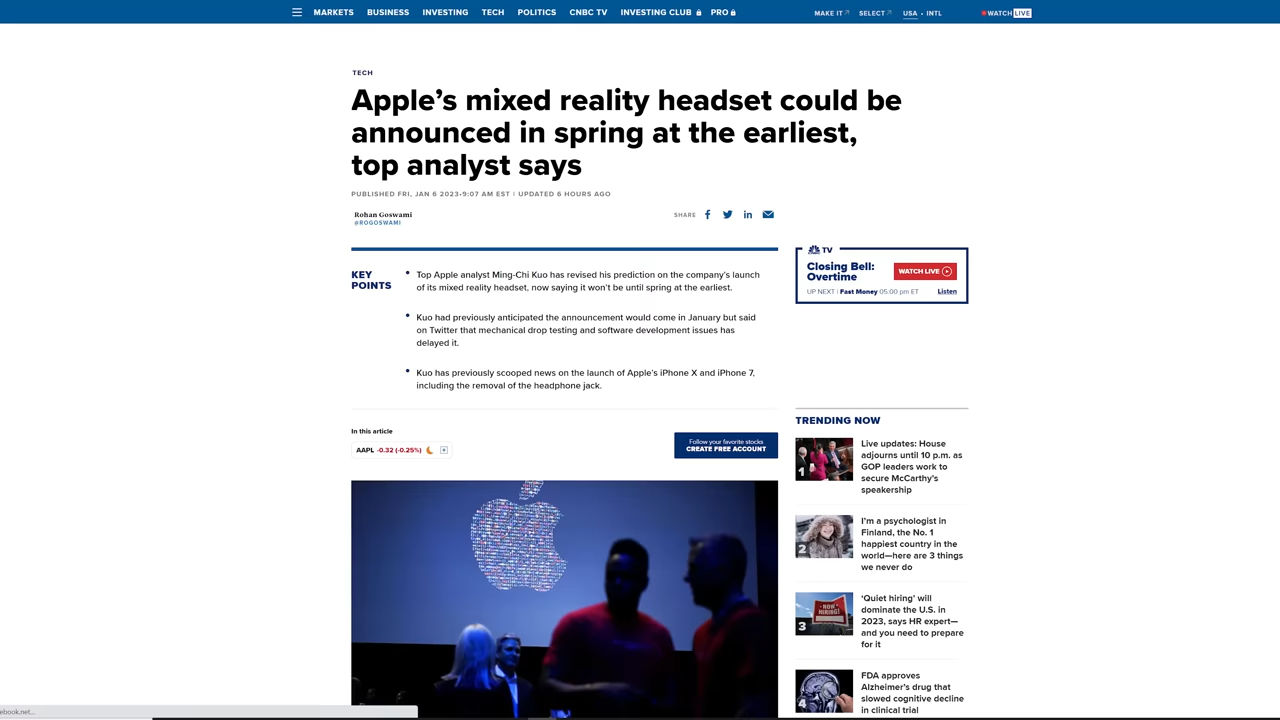 MARKETS BUSINESS INVESTING TECH POLITICS CNBC TV INVESTING CLUB PRO MAKE IT SELECT USA • INTL WATCH LIVE
TECH
Apple’s mixed reality headset could be
announced in spring at the earliest,
top analyst says
PUBLISHED FRI, JAN 6 2023•9:07 AM EST | UPDATED 6 HOURS AGO
Rohan Goswami
@ROGOSWAMI
SHARE
KEY
POINTS
Top Apple analyst Ming-Chi Kuo has revised his prediction on the company’s launch
of its mixed reality headset, now saying it won’t be until spring at the earliest.
Kuo had previously anticipated the announcement would come in January but said
on Twitter that mechanical drop testing and software development issues has
delayed it.
Kuo has previously scooped news on the launch of Apple’s iPhone X and iPhone 7,
including the removal of the headphone jack.
In this article
AAPL -0.32 (-0.25%)
Follow your favorite stocks
CREATE FREE ACCOUNT
TV
Closing Bell:
Overtime
WATCH LIVE
UP NEXT | Fast Money 05:00 pm ET
Listen
TRENDING NOW
1
Live updates: House
adjourns until 10 p.m. as
GOP leaders work to
secure McCarthy’s
speakership
2
I’m a psychologist in
Finland, the No. 1
happiest country in the
world—here are 3 things
we never do
NOW
HIRING!
3
‘Quiet hiring’ will
dominate the U.S. in
2023, says HR expert—
and you need to prepare
for it
4
FDA approves
Alzheimer’s drug that
slowed cognitive decline
in clinical trial
ebook.net...